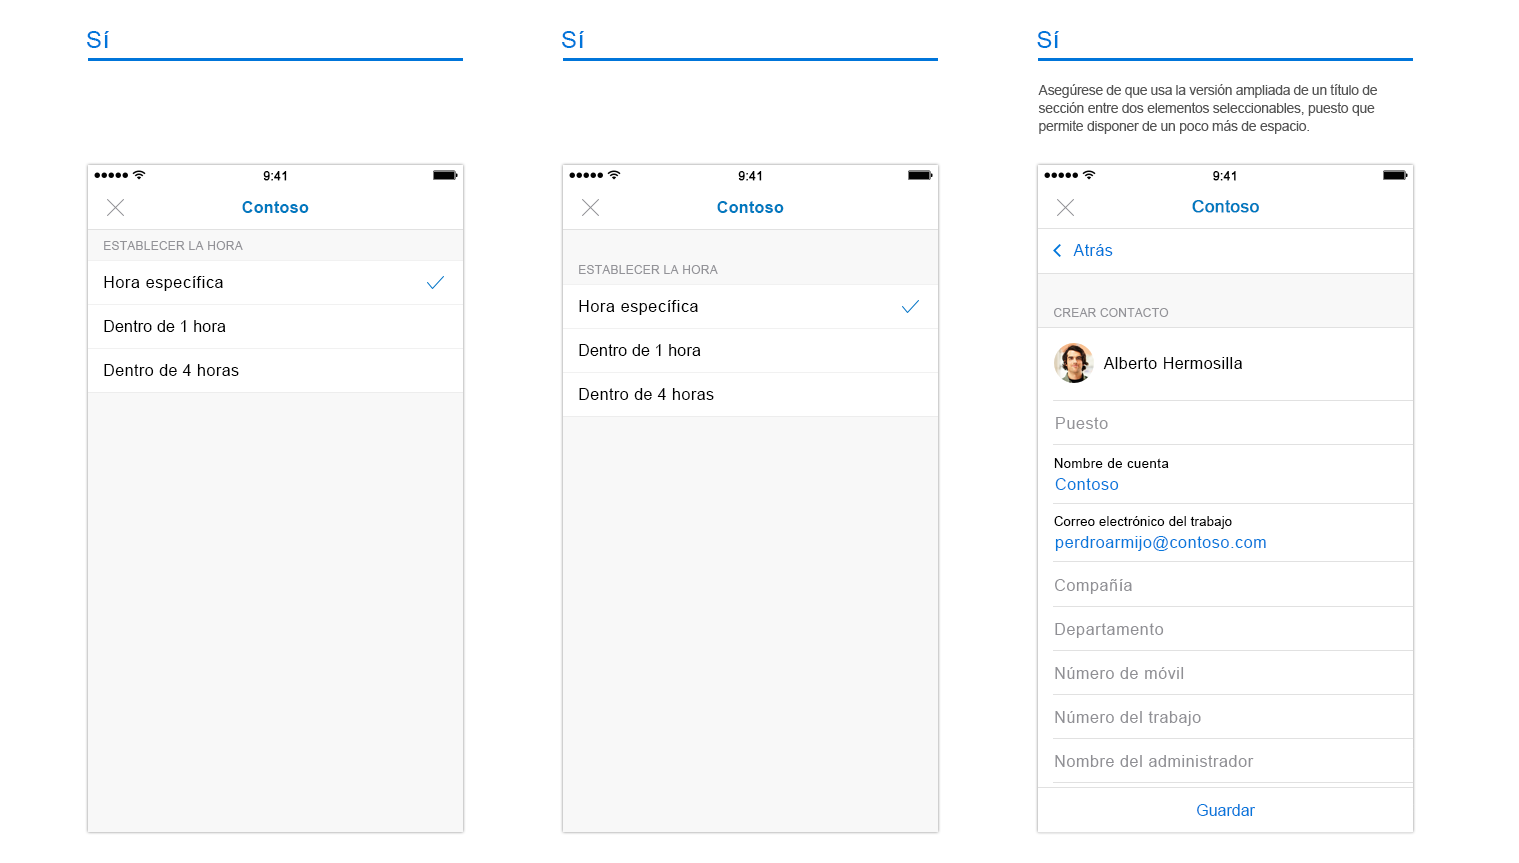 Sí
9:41
Contoso
ESTABLECER LA HORA
Hora específica
Dentro de 1 hora
Dentro de 4 horas
Sí
9:41
Contoso
ESTABLECER LA HORA
Hora específica
Dentro de 1 hora
Dentro de 4 horas
Sí
Asegúrese de que usa la versión ampliada de un título de
sección entre dos elementos seleccionables, puesto que
permite disponer de un poco más de espacio.
9:41
Contoso
Atrás
CREAR CONTACTO
Alberto Hermosilla
Puesto
Nombre de cuenta
Contoso
Correo electrónico del trabajo
perdroarmijo@contoso.com
Compañía
Departamento
Número de móvil
Número del trabajo
Nombre del administrador
Guardar